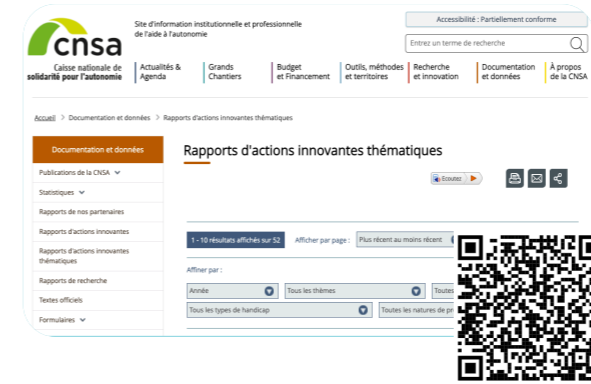 cnsa
Caisse nationale de
solidarité pour l'autonomie
Site d'information institutionnelle et professionnelle
de l'aide à l'autonomie
Accessibilité : Partiellement conforme
Entrez un terme de recherche
Actualités &
Agenda
Grands
Chantiers
Budget
et Financement
Outils, méthodes
et territoires
Recherche
et innovation
Documentation
et données
À propos
de la CNSA
Accueil > Documentation et données > Rapports d'actions innovantes thématiques
Documentation et données
Publications de la CNSA
Statistiques
Rapports de nos partenaires
Rapports d'actions innovantes
Rapports d'actions innovantes
thématiques
Rapports de recherche
Textes officiels
Formulaires
Rapports d'actions innovantes thématiques
Ecoutez
1 - 10 résultats affichés sur 52
Afficher par page :
Plus récent au moins récent
Affiner par :
Année
Tous les thèmes
Toutes
Tous les types de handicap
Toutes les natures de pr